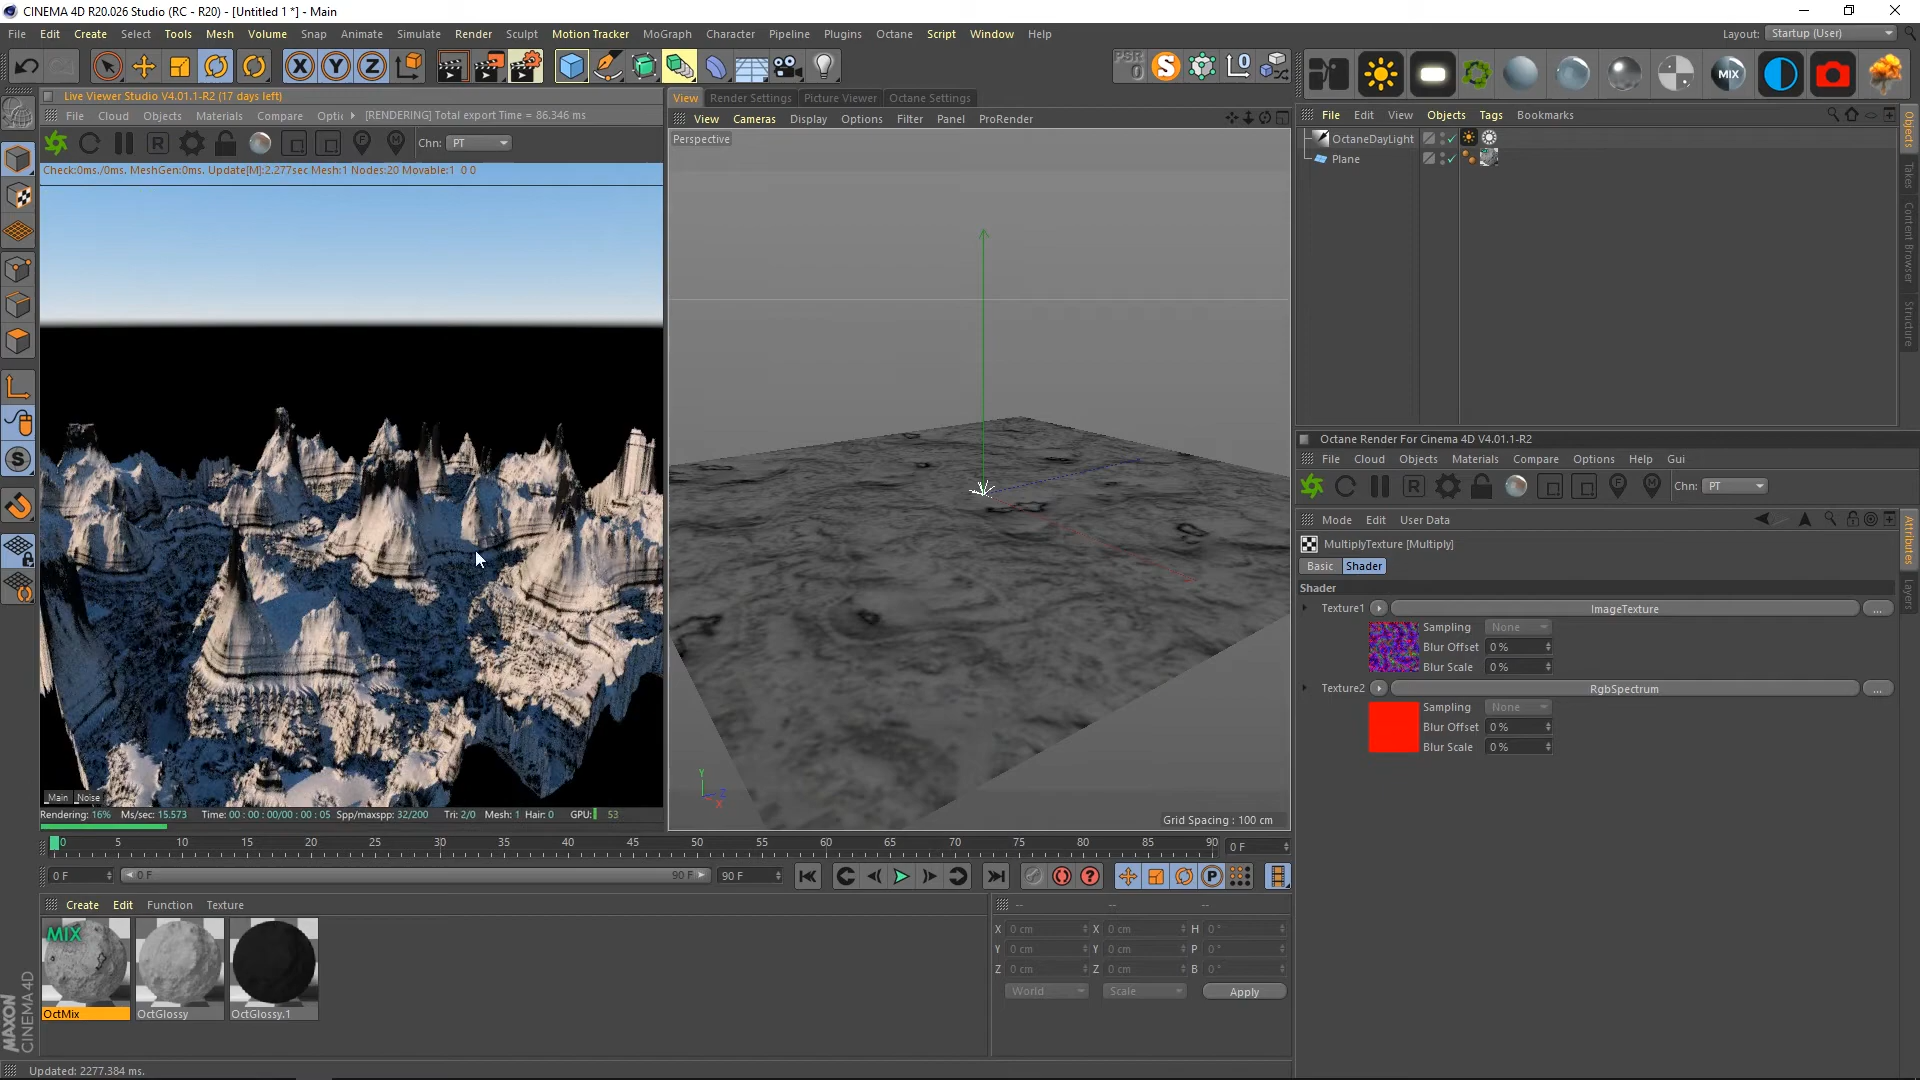 CINEMA 4D R20.026 Studio (RC - R20) - [Untitled 1 *] - Main
File Edit Create Select Tools Mesh Volume Snap Animate Simulate Render Sculpt Motion Tracker MoGraph Character Pipeline Plugins Octane Script Window Help
Layout: Startup (User)
PSR
0
MIX
Live Viewer Studio V4.01.1-R2 (17 days left)
File Cloud Objects Materials Compare Optic [RENDERING] Total export Time = 86.346 ms
Chn: PT
Check:0ms./0ms. MeshGen:0ms. Update[M]:2.277sec Mesh:1 Nodes:20 Movable:1 0 0
Main Noise
Rendering: 16% Ms/sec: 15.573 Time: 00 : 00 : 00/00 : 00 : 05 Spp/maxspp: 32/200 Tri: 2/0 Mesh: 1 Hair: 0 GPU: 53
View Render Settings Picture Viewer Octane Settings
View Cameras Display Options Filter Panel ProRender
Perspective
Y
Z
X
Grid Spacing : 100 cm
File Edit View Objects Tags Bookmarks
OctaneDayLight
Plane
Objects
Takes
Content Browser
Structure
Octane Render For Cinema 4D V4.01.1-R2
File Cloud Objects Materials Compare Options Help Gui
Chn: PT
Mode Edit User Data
MultiplyTexture [Multiply]
Basic Shader
Shader
Texture1 ImageTexture ...
Sampling None
Blur Offset 0 %
Blur Scale 0 %
Texture2 RgbSpectrum ...
Sampling None
Blur Offset 0 %
Blur Scale 0 %
Attributes
Layers
0 5 10 15 20 25 30 35 40 45 50 55 60 65 70 75 80 85 90 0 F
0 F 0 F 90 F 90 F
Create Edit Function Texture
MIX
OctMix OctGlossy OctGlossy.1
-- -- --
X 0 cm X 0 cm H 0 °
Y 0 cm Y 0 cm P 0 °
Z 0 cm Z 0 cm B 0 °
World Scale Apply
MAXON
CINEMA 4D
Updated: 2277.384 ms.